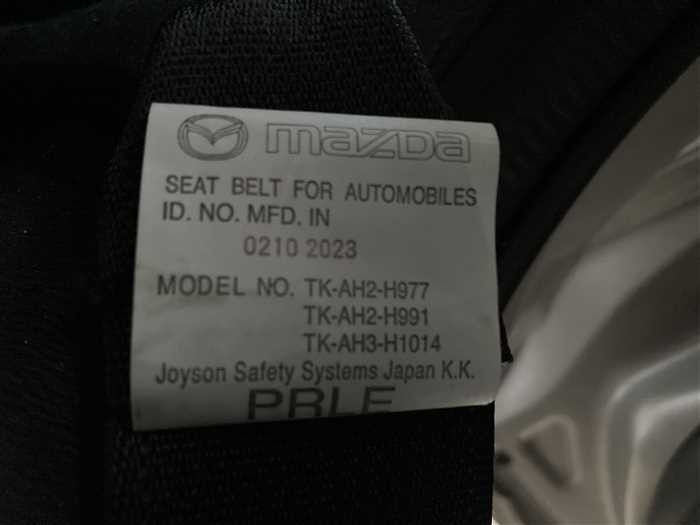 mazda
SEAT BELT FOR AUTOMOBILES
ID. NO. MFD. IN
0210 2023
MODEL NO. TK-AH2-H977
TK-AH2-H991
TK-AH3-H1014
Joyson Safety Systems Japan K.K.
PRLE